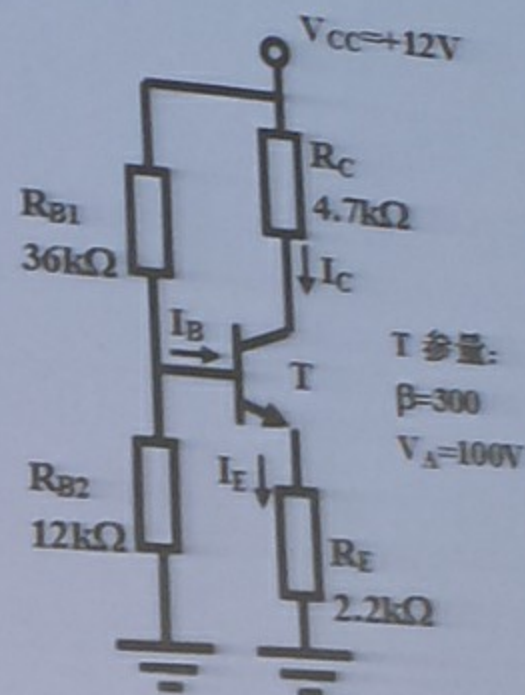 VCC=+12V
RC
4.7kΩ
RB1
36kΩ
IC
IB
T
T 参量:
β=300
VA=100V
RB2
12kΩ
IE
RE
2.2kΩ